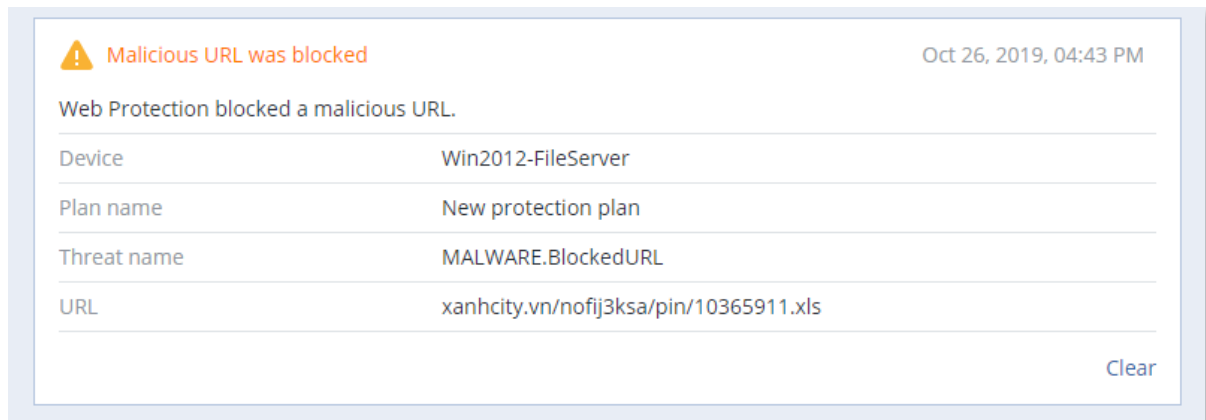 Malicious URL was blocked Oct 26, 2019, 04:43 PM
Web Protection blocked a malicious URL.
Device Win2012-FileServer
Plan name New protection plan
Threat name MALWARE.BlockedURL
URL xanhcity.vn/nofij3ksa/pin/10365911.xls
Clear